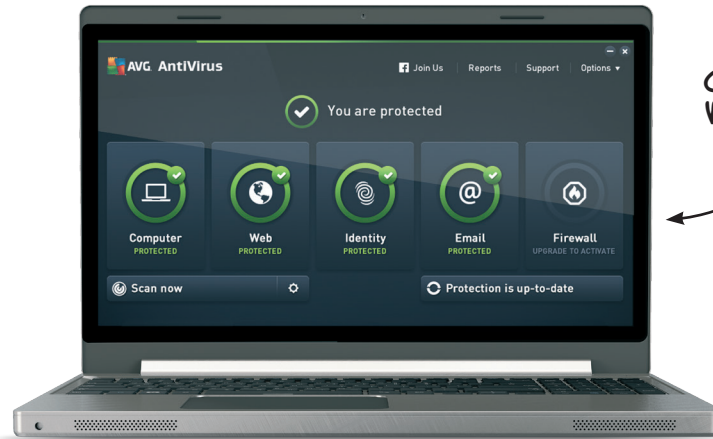 AVG. AntiVirus
Join Us Reports Support Options
You are protected
Computer Web Identity Email Firewall
PROTECTED PROTECTED PROTECTED PROTECTED UPGRADE TO ACTIVATE
Scan now Protection is up-to-date